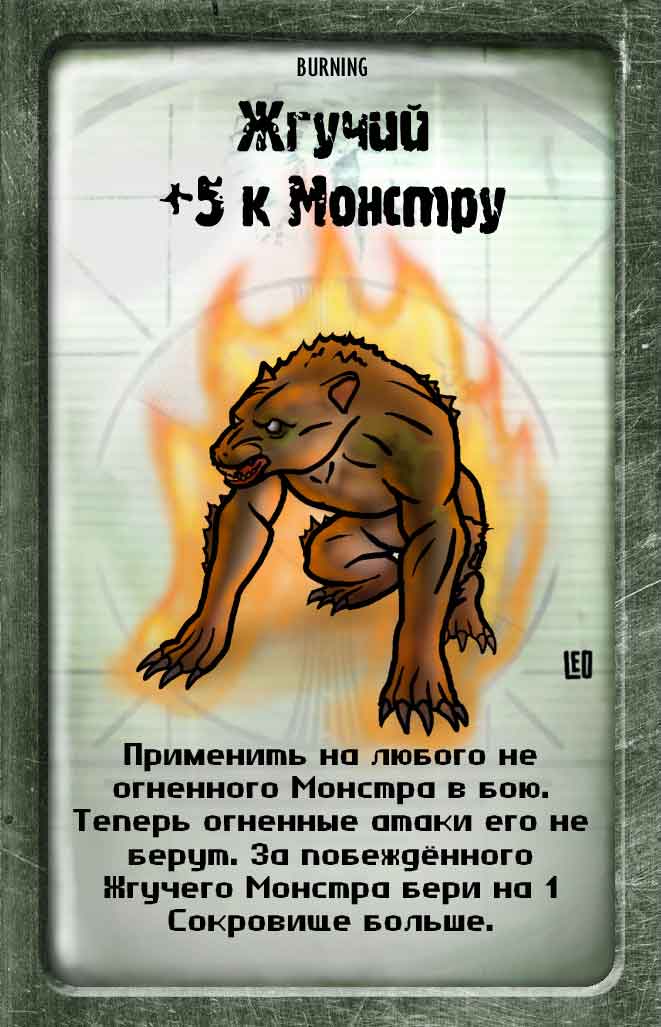 BURNING
Жгучий
+5 к Монстру
LEO
Применить на любого не
огненного Монстра в бою.
Теперь огненные атаки его не
берут. За побеждённого
Жгучего Монстра бери на 1
Сокровище больше.